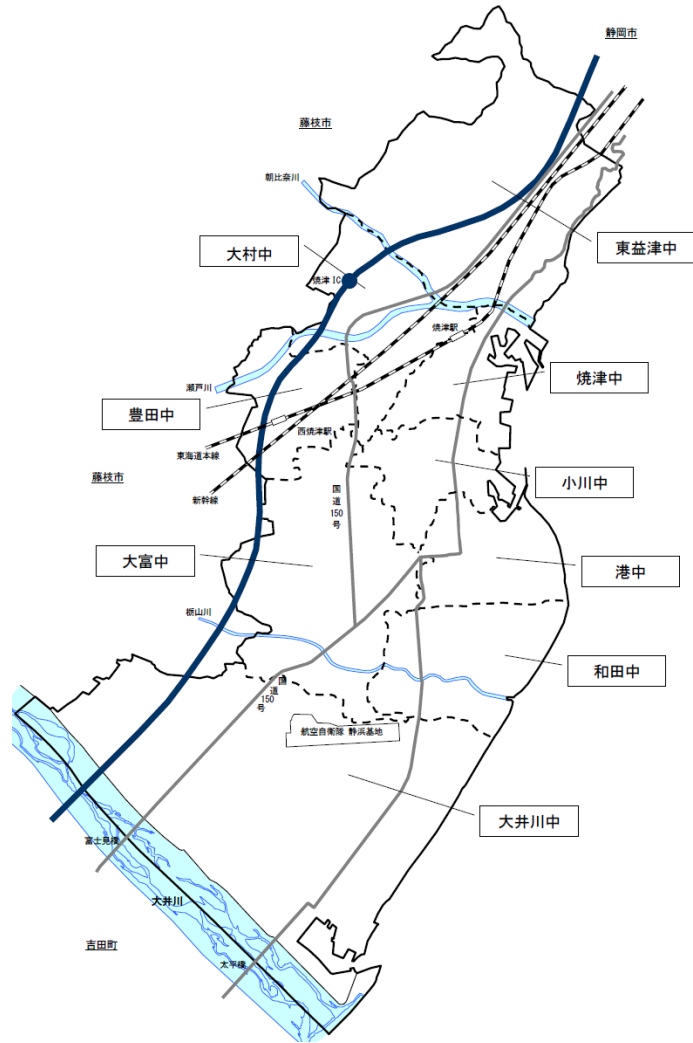 静岡市
藤枝市
朝比奈川
大村中
東益津中
焼津IC
焼津駅
瀬戸川
焼津中
豊田中
西焼津駅
東海道本線
藤枝市
小川中
新幹線
国道150号
大富中
港中
栃山川
和田中
国道150号
航空自衛隊 静浜基地
大井川中
富士見橋
大井川
吉田町
太平橋